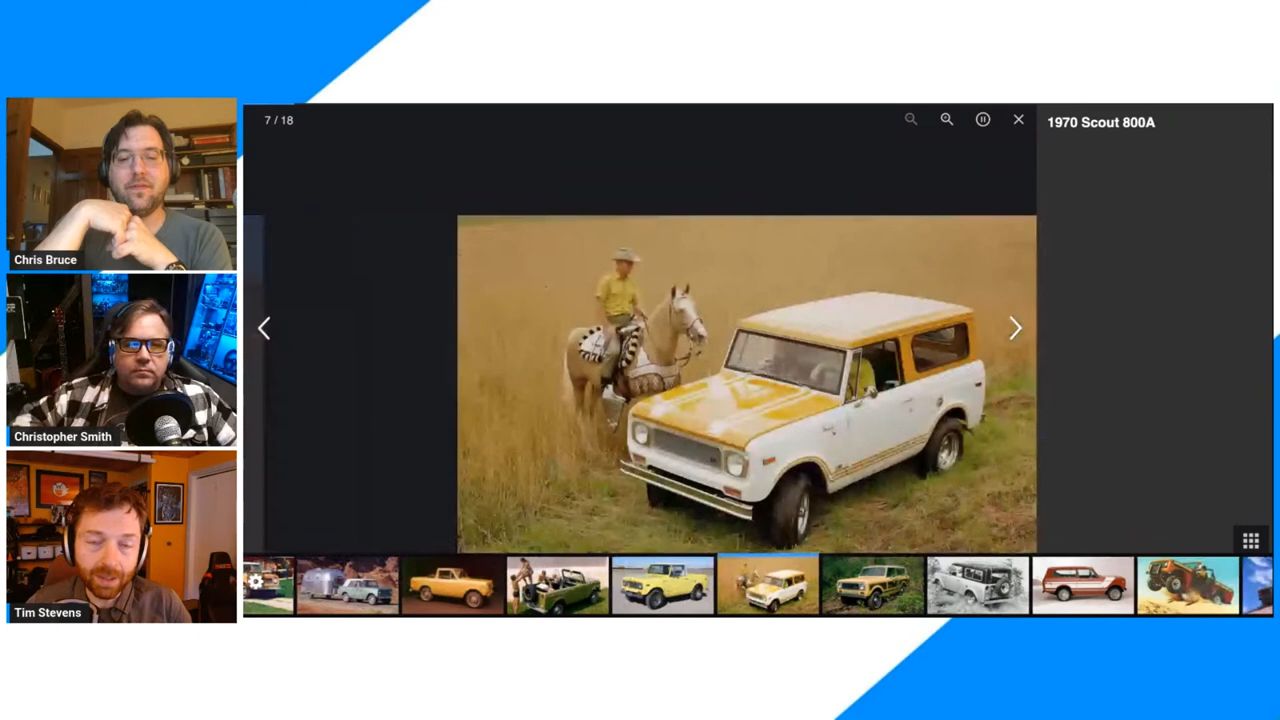 7 / 18
1970 Scout 800A
Chris Bruce
Christopher Smith
Tim Stevens